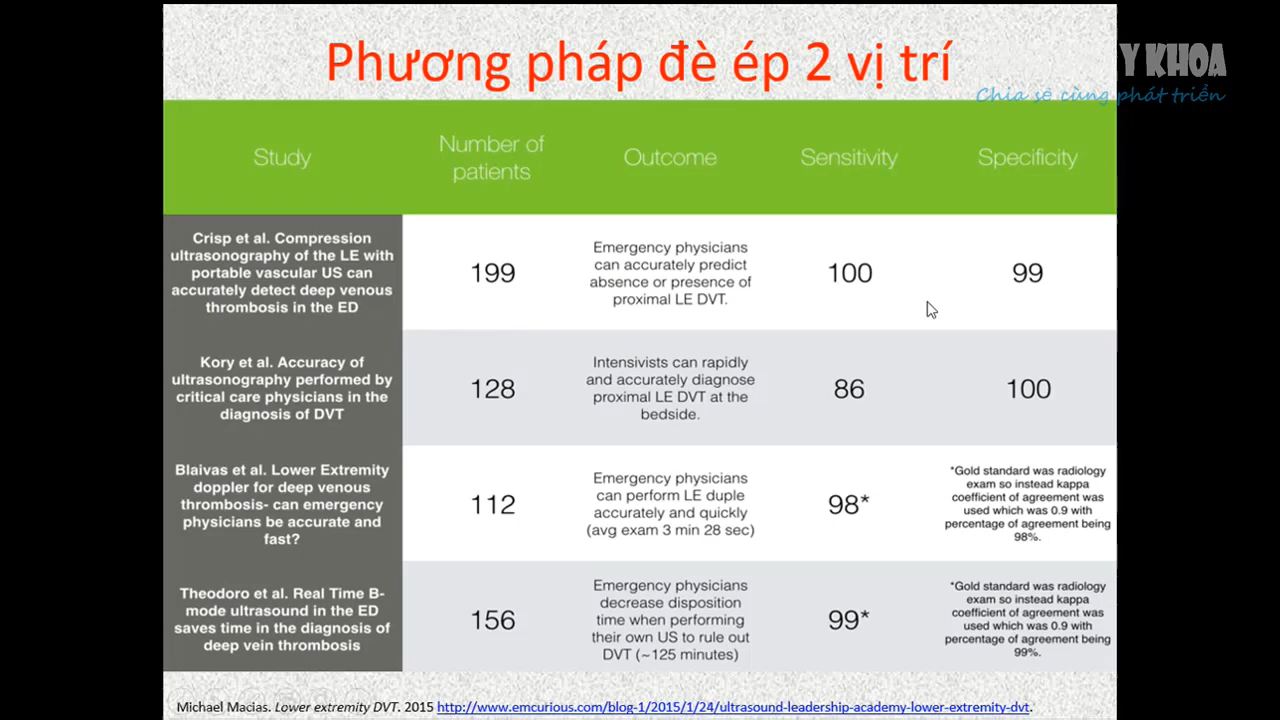 Phương pháp đè ép 2 vị trí
Y KHOA
Chia sẻ cùng phát triển
Study
Number of
patients
Outcome
Sensitivity
Specificity
Crisp et al. Compression
ultrasonography of the LE with
portable vascular US can
accurately detect deep venous
thrombosis in the ED
199
Emergency physicians
can accurately predict
absence or presence of
proximal LE DVT.
100
99
Kory et al. Accuracy of
ultrasonography performed by
critical care physicians in the
diagnosis of DVT
128
Intensivists can rapidly
and accurately diagnose
proximal LE DVT at the
bedside.
86
100
Blaivas et al. Lower Extremity
doppler for deep venous
thrombosis- can emergency
physicians be accurate and
fast?
112
Emergency physicians
can perform LE duple
accurately and quickly
(avg exam 3 min 28 sec)
98*
*Gold standard was radiology
exam so instead kappa
coefficient of agreement was
used which was 0.9 with
percentage of agreement being
98%.
Theodoro et al. Real Time B-
mode ultrasound in the ED
saves time in the diagnosis of
deep vein thrombosis
156
Emergency physicians
decrease disposition
time when performing
their own US to rule out
DVT (~125 minutes)
99*
*Gold standard was radiology
exam so instead kappa
coefficient of agreement was
used which was 0.9 with
percentage of agreement being
99%.
Michael Macias. Lower extremity DVT. 2015 http://www.emcurious.com/blog-1/2015/1/24/ultrasound-leadership-academy-lower-extremity-dvt.